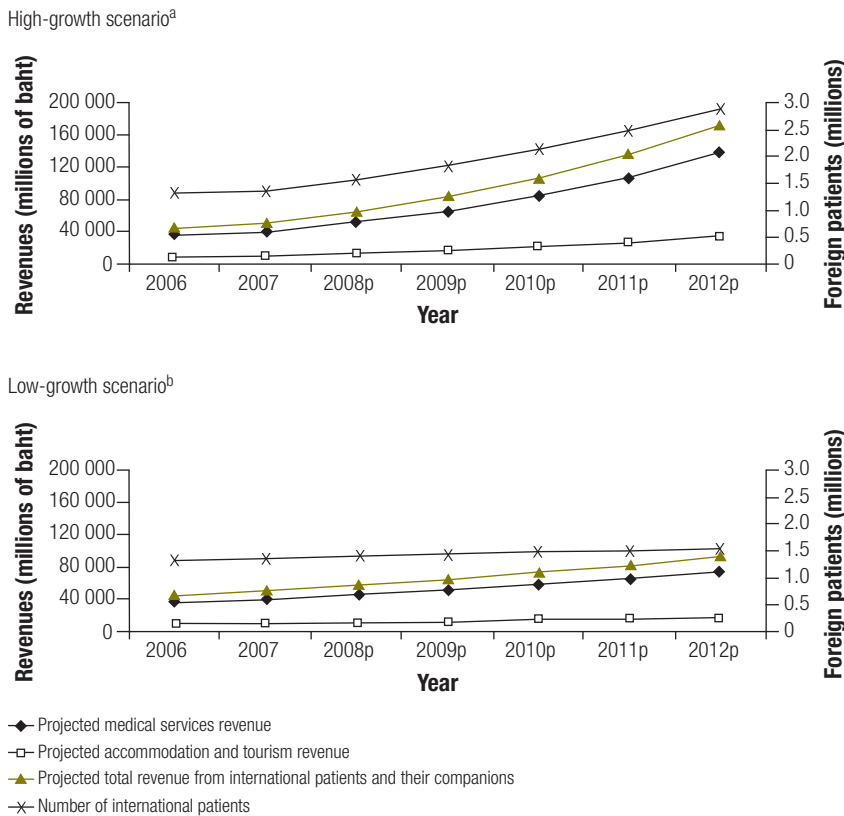 High-growth scenarioa
Revenues (millions of baht)
200 000
160 000
120 000
80 000
40 000
0
3.0
2.5
2.0
1.5
1.0
0.5
0
Foreign patients (millions)
2006 2007 2008p 2009p 2010p 2011p 2012p
Year
Low-growth scenariob
Revenues (millions of baht)
200 000
160 000
120 000
80 000
40 000
0
3.0
2.5
2.0
1.5
1.0
0.5
0
Foreign patients (millions)
2006 2007 2008p 2009p 2010p 2011p 2012p
Year
Projected medical services revenue
Projected accommodation and tourism revenue
Projected total revenue from international patients and their companions
Number of international patients